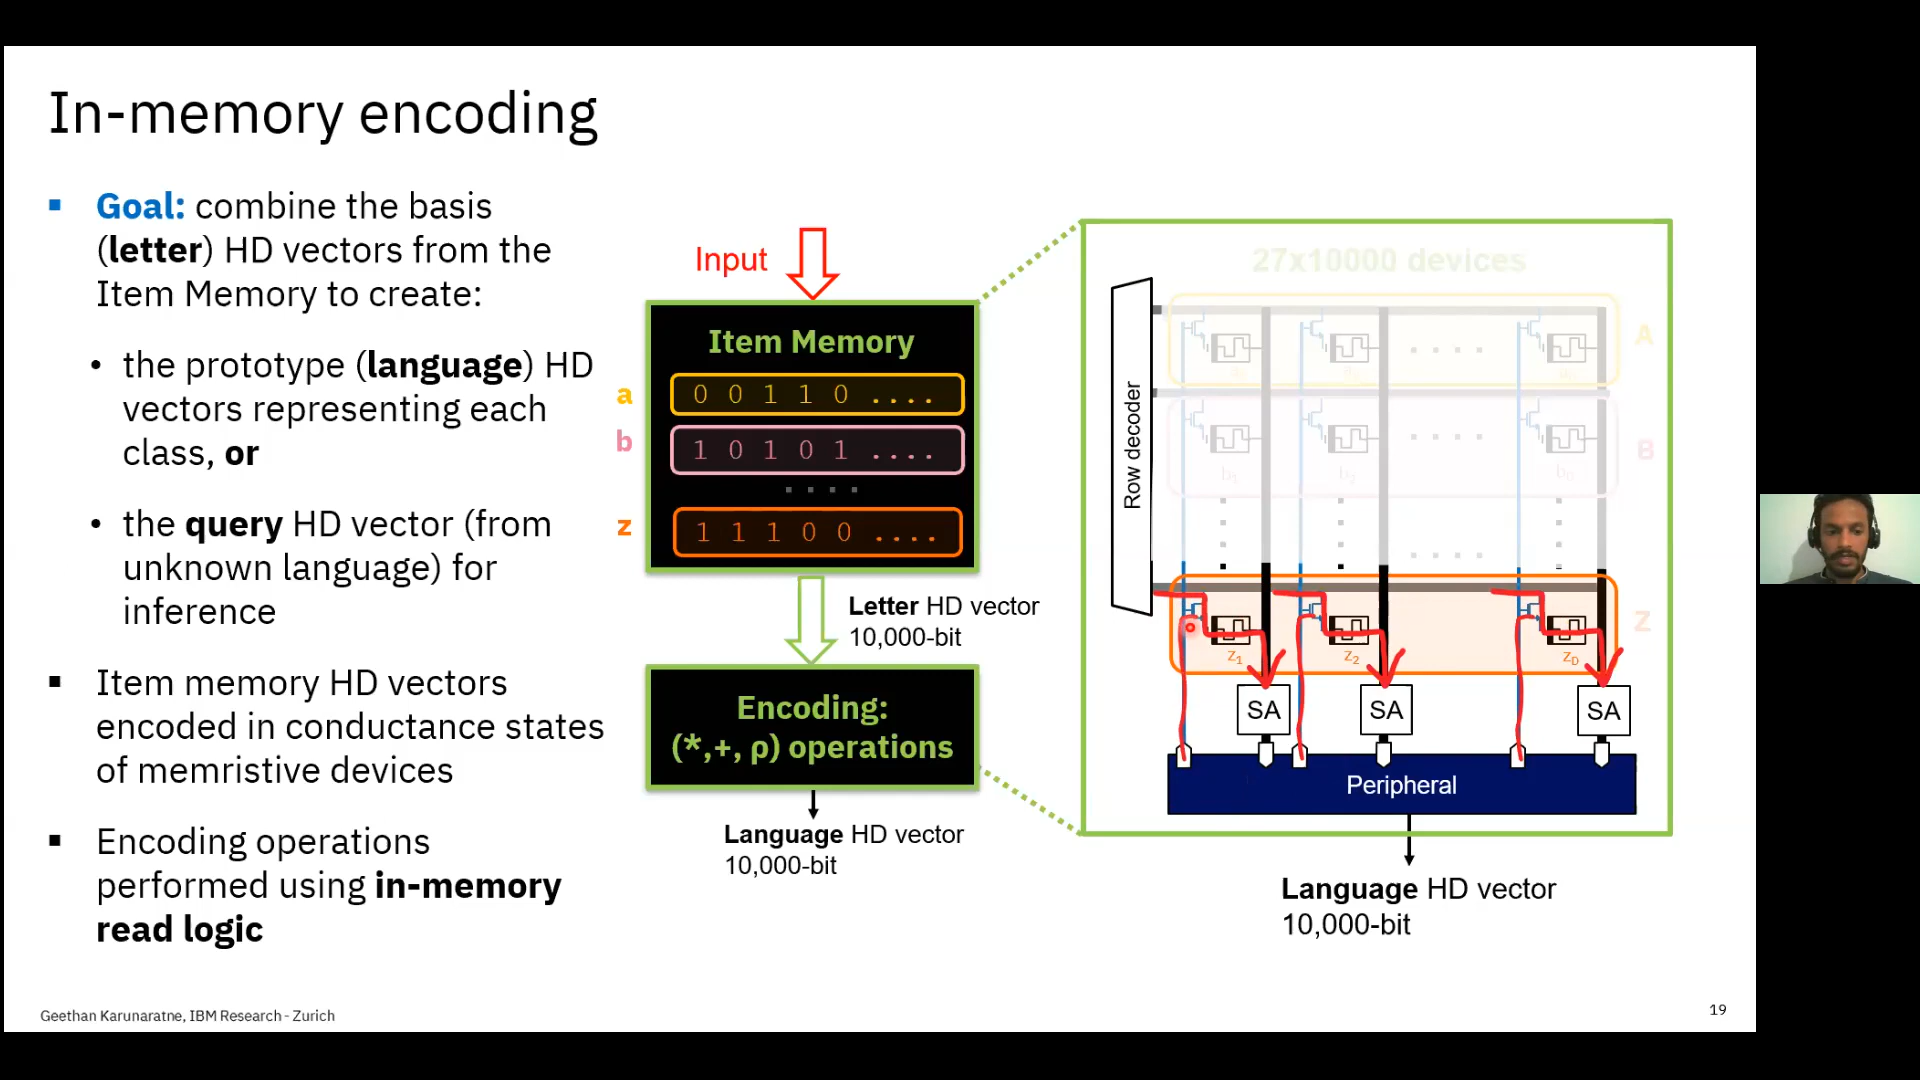 In-memory encoding
Goal: combine the basis
(letter) HD vectors from the
Item Memory to create:
the prototype (language) HD
vectors representing each
class, or
the query HD vector (from
unknown language) for
inference
Item memory HD vectors
encoded in conductance states
of memristive devices
Encoding operations
performed using in-memory
read logic
Input
Item Memory
a
0 0 1 1 0 ....
b
1 0 1 0 1 ....
....
z
1 1 1 0 0 ....
Letter HD vector
10,000-bit
Encoding:
(*,+, ρ) operations
Language HD vector
10,000-bit
27x10000 devices
Row decoder
A
B
b1 b2 bD
Z
z1 z2 zD
SA SA SA
Peripheral
Language HD vector
10,000-bit
Geethan Karunaratne, IBM Research - Zurich
19